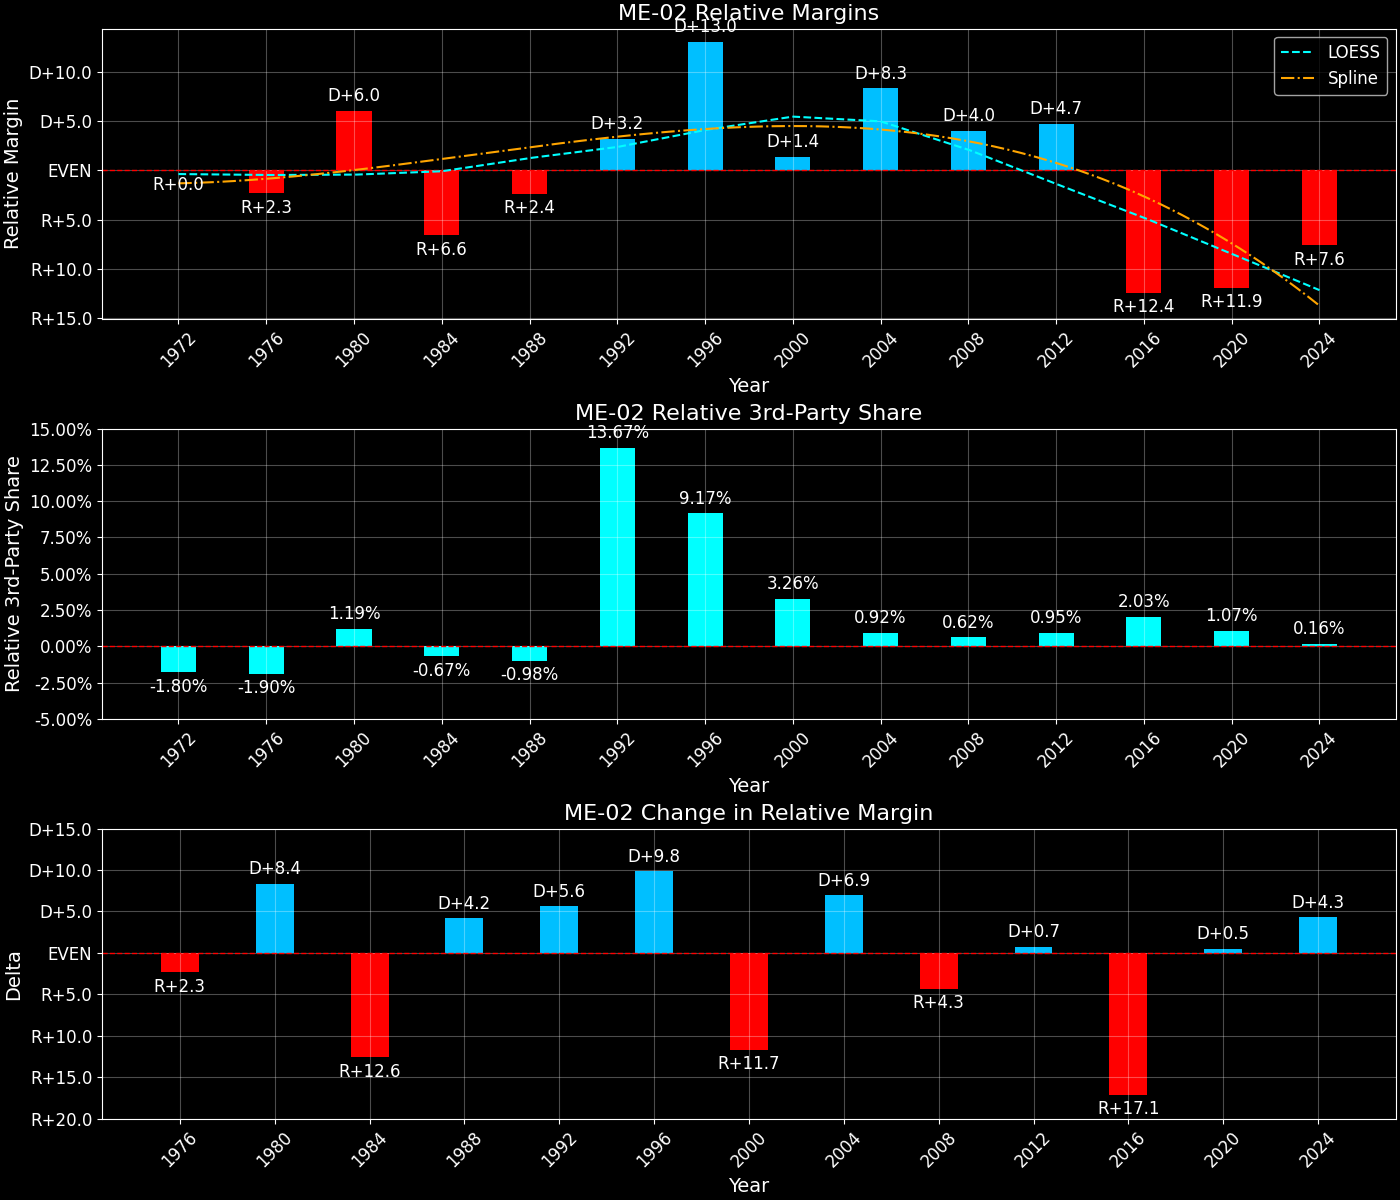 ME-02 Relative Margins
D+13.0
LOESS
Spline
D+10.0
D+5.0
EVEN
R+5.0
R+10.0
R+15.0
Relative Margin
R+0.0
R+2.3
D+6.0
R+6.6
R+2.4
D+3.2
D+1.4
D+8.3
D+4.0
D+4.7
R+12.4
R+11.9
R+7.6
1972 1976 1980 1984 1988 1992 1996 2000 2004 2008 2012 2016 2020 2024
Year
ME-02 Relative 3rd-Party Share
15.00%
12.50%
10.00%
7.50%
5.00%
2.50%
0.00%
-2.50%
-5.00%
Relative 3rd-Party Share
-1.80%
-1.90%
1.19%
-0.67%
-0.98%
13.67%
9.17%
3.26%
0.92%
0.62%
0.95%
2.03%
1.07%
0.16%
1972 1976 1980 1984 1988 1992 1996 2000 2004 2008 2012 2016 2020 2024
Year
ME-02 Change in Relative Margin
D+15.0
D+10.0
D+5.0
EVEN
R+5.0
R+10.0
R+15.0
R+20.0
Delta
R+2.3
D+8.4
R+12.6
D+4.2
D+5.6
D+9.8
R+11.7
D+6.9
R+4.3
D+0.7
R+17.1
D+0.5
D+4.3
1976 1980 1984 1988 1992 1996 2000 2004 2008 2012 2016 2020 2024
Year